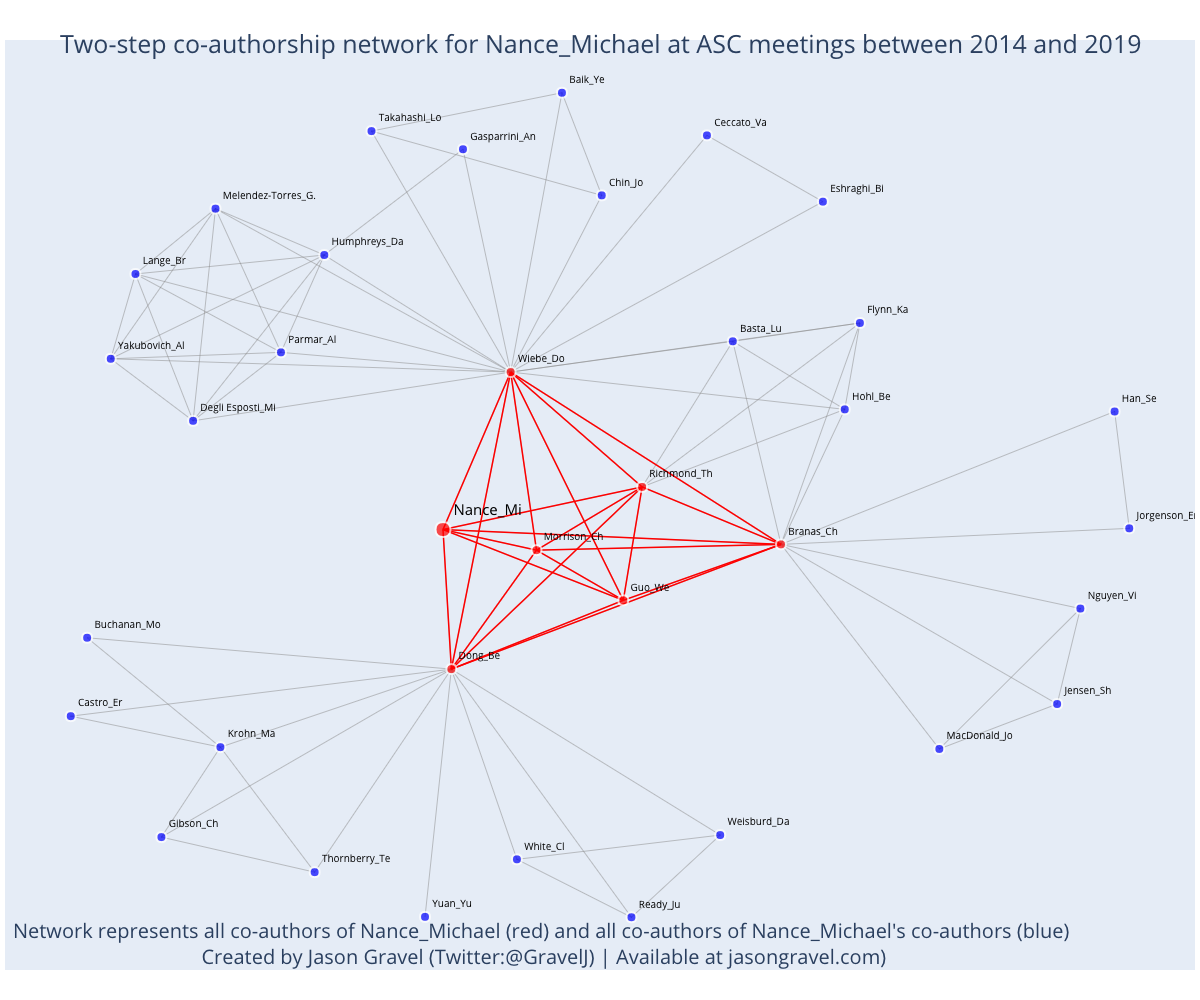 Two-step co-authorship network for Nance_Michael at ASC meetings between 2014 and 2019
Baik_Ye
Takahashi_Lo
Gasparrini_An
Ceccato_Va
Chin_Jo
Eshraghi_Bi
Melendez-Torres_G.
Humphreys_Da
Lange_Br
Flynn_Ka
Basta_Lu
Parmar_Al
Yakubovich_Al
Wiebe_Do
Hohl_Be
Han_Se
Degli Esposti_Mi
Richmond_Th
Nance_Mi
Jorgenson_Er
Branas_Ch
Morrison_Ch
Guo_We
Nguyen_Vi
Buchanan_Mo
Dong_Be
Jensen_Sh
Castro_Er
Krohn_Ma
MacDonald_Jo
Gibson_Ch
Weisburd_Da
White_Cl
Thornberry_Te
Yuan_Yu
Ready_Ju
Network represents all co-authors of Nance_Michael (red) and all co-authors of Nance_Michael's co-authors (blue)
Created by Jason Gravel (Twitter:@GravelJ) | Available at jasongravel.com)